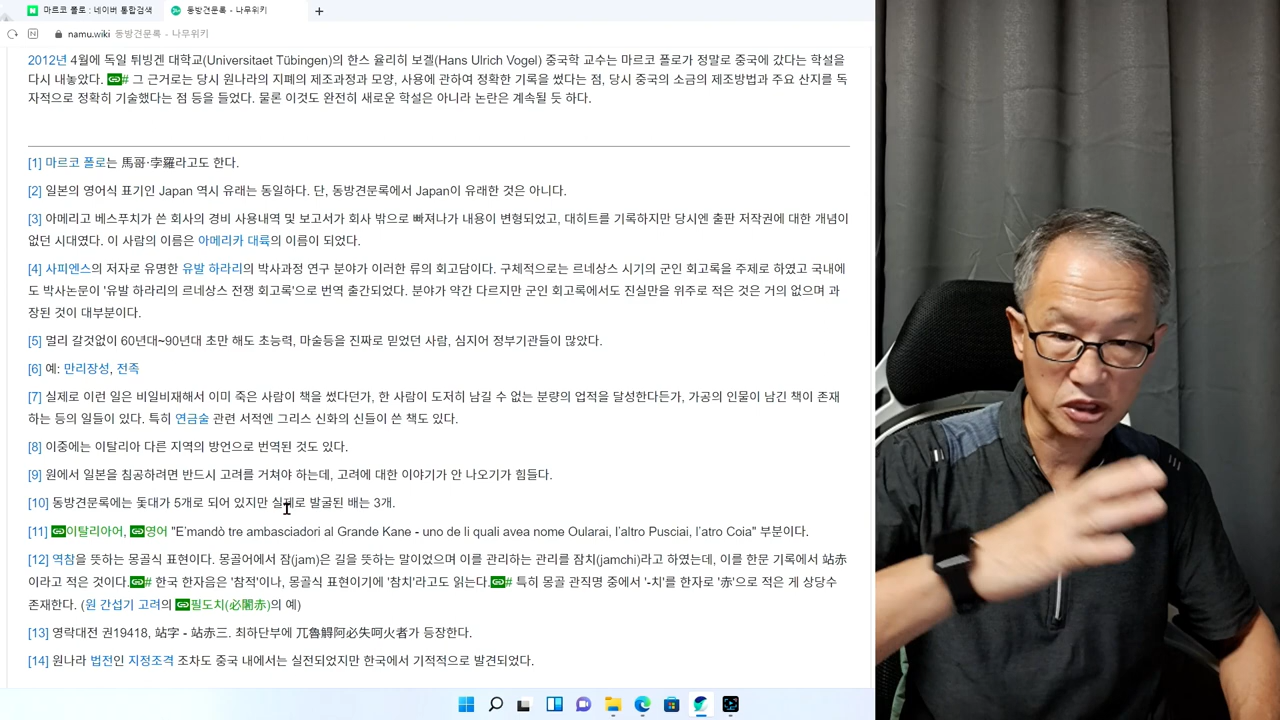 마르코 폴로 : 네이버 통합검색
동방견문록 - 나무위키
namu.wiki 동방견문록 - 나무위키
2012년 4월에 독일 튀빙겐 대학교(Universitaet Tübingen)의 한스 율리히 보겔(Hans Ulrich Vogel) 중국학 교수는 마르코 폴로가 정말로 중국에 갔다는 학설을
다시 내놓았다. # 그 근거로는 당시 원나라의 지폐의 제조과정과 모양, 사용에 관하여 정확한 기록을 썼다는 점, 당시 중국의 소금의 제조방법과 주요 산지를 독
자적으로 정확히 기술했다는 점 등을 들었다. 물론 이것도 완전히 새로운 학설은 아니라 논란은 계속될 듯 하다.
[1] 마르코 폴로는 馬哥·孛羅라고도 한다.
[2] 일본의 영어식 표기인 Japan 역시 유래는 동일하다. 단, 동방견문록에서 Japan이 유래한 것은 아니다.
[3] 아메리고 베스푸치가 쓴 회사의 경비 사용내역 및 보고서가 회사 밖으로 빠져나가 내용이 변형되었고, 대히트를 기록하지만 당시엔 출판 저작권에 대한 개념이
없던 시대였다. 이 사람의 이름은 아메리카 대륙의 이름이 되었다.
[4] 사피엔스의 저자로 유명한 유발 하라리의 박사과정 연구 분야가 이러한 류의 회고담이다. 구체적으로는 르네상스 시기의 군인 회고록을 주제로 하였고 국내에
도 박사논문이 '유발 하라리의 르네상스 전쟁 회고록'으로 번역 출간되었다. 분야가 약간 다르지만 군인 회고록에서도 진실만을 위주로 적은 것은 거의 없으며 과
장된 것이 대부분이다.
[5] 멀리 갈것없이 60년대~90년대 초만 해도 초능력, 마술등을 진짜로 믿었던 사람, 심지어 정부기관들이 많았다.
[6] 예: 만리장성, 전족
[7] 실제로 이런 일은 비일비재해서 이미 죽은 사람이 책을 썼다던가, 한 사람이 도저히 남길 수 없는 분량의 업적을 달성한다든가, 가공의 인물이 남긴 책이 존재
하는 등의 일들이 있다. 특히 연금술 관련 서적엔 그리스 신화의 신들이 쓴 책도 있다.
[8] 이중에는 이탈리아 다른 지역의 방언으로 번역된 것도 있다.
[9] 원에서 일본을 침공하려면 반드시 고려를 거쳐야 하는데, 고려에 대한 이야기가 안 나오기가 힘들다.
[10] 동방견문록에는 돛대가 5개로 되어 있지만 실제로 발굴된 배는 3개.
[11] 이탈리아어, 영어 "E'mandò tre ambasciadori al Grande Kane - uno de li quali avea nome Oularai, l'altro Pusciai, l'atro Coia" 부분이다.
[12] 역참을 뜻하는 몽골식 표현이다. 몽골어에서 잠(jam)은 길을 뜻하는 말이었으며 이를 관리하는 관리를 잠치(jamchi)라고 하였는데, 이를 한문 기록에서 站赤
이라고 적은 것이다.# 한국 한자음은 '참적'이나, 몽골식 표현이기에 '참치'라고도 읽는다.# 특히 몽골 관직명 중에서 '-치'를 한자로 '赤'으로 적은 게 상당수
존재한다. (원 간섭기 고려의 필도치(必闍赤)의 예)
[13] 영락대전 권19418, 站字 - 站赤三. 최하단부에 兀魯䚟阿必失呵火者가 등장한다.
[14] 원나라 법전인 지정조격 조차도 중국 내에서는 실전되었지만 한국에서 기적적으로 발견되었다.